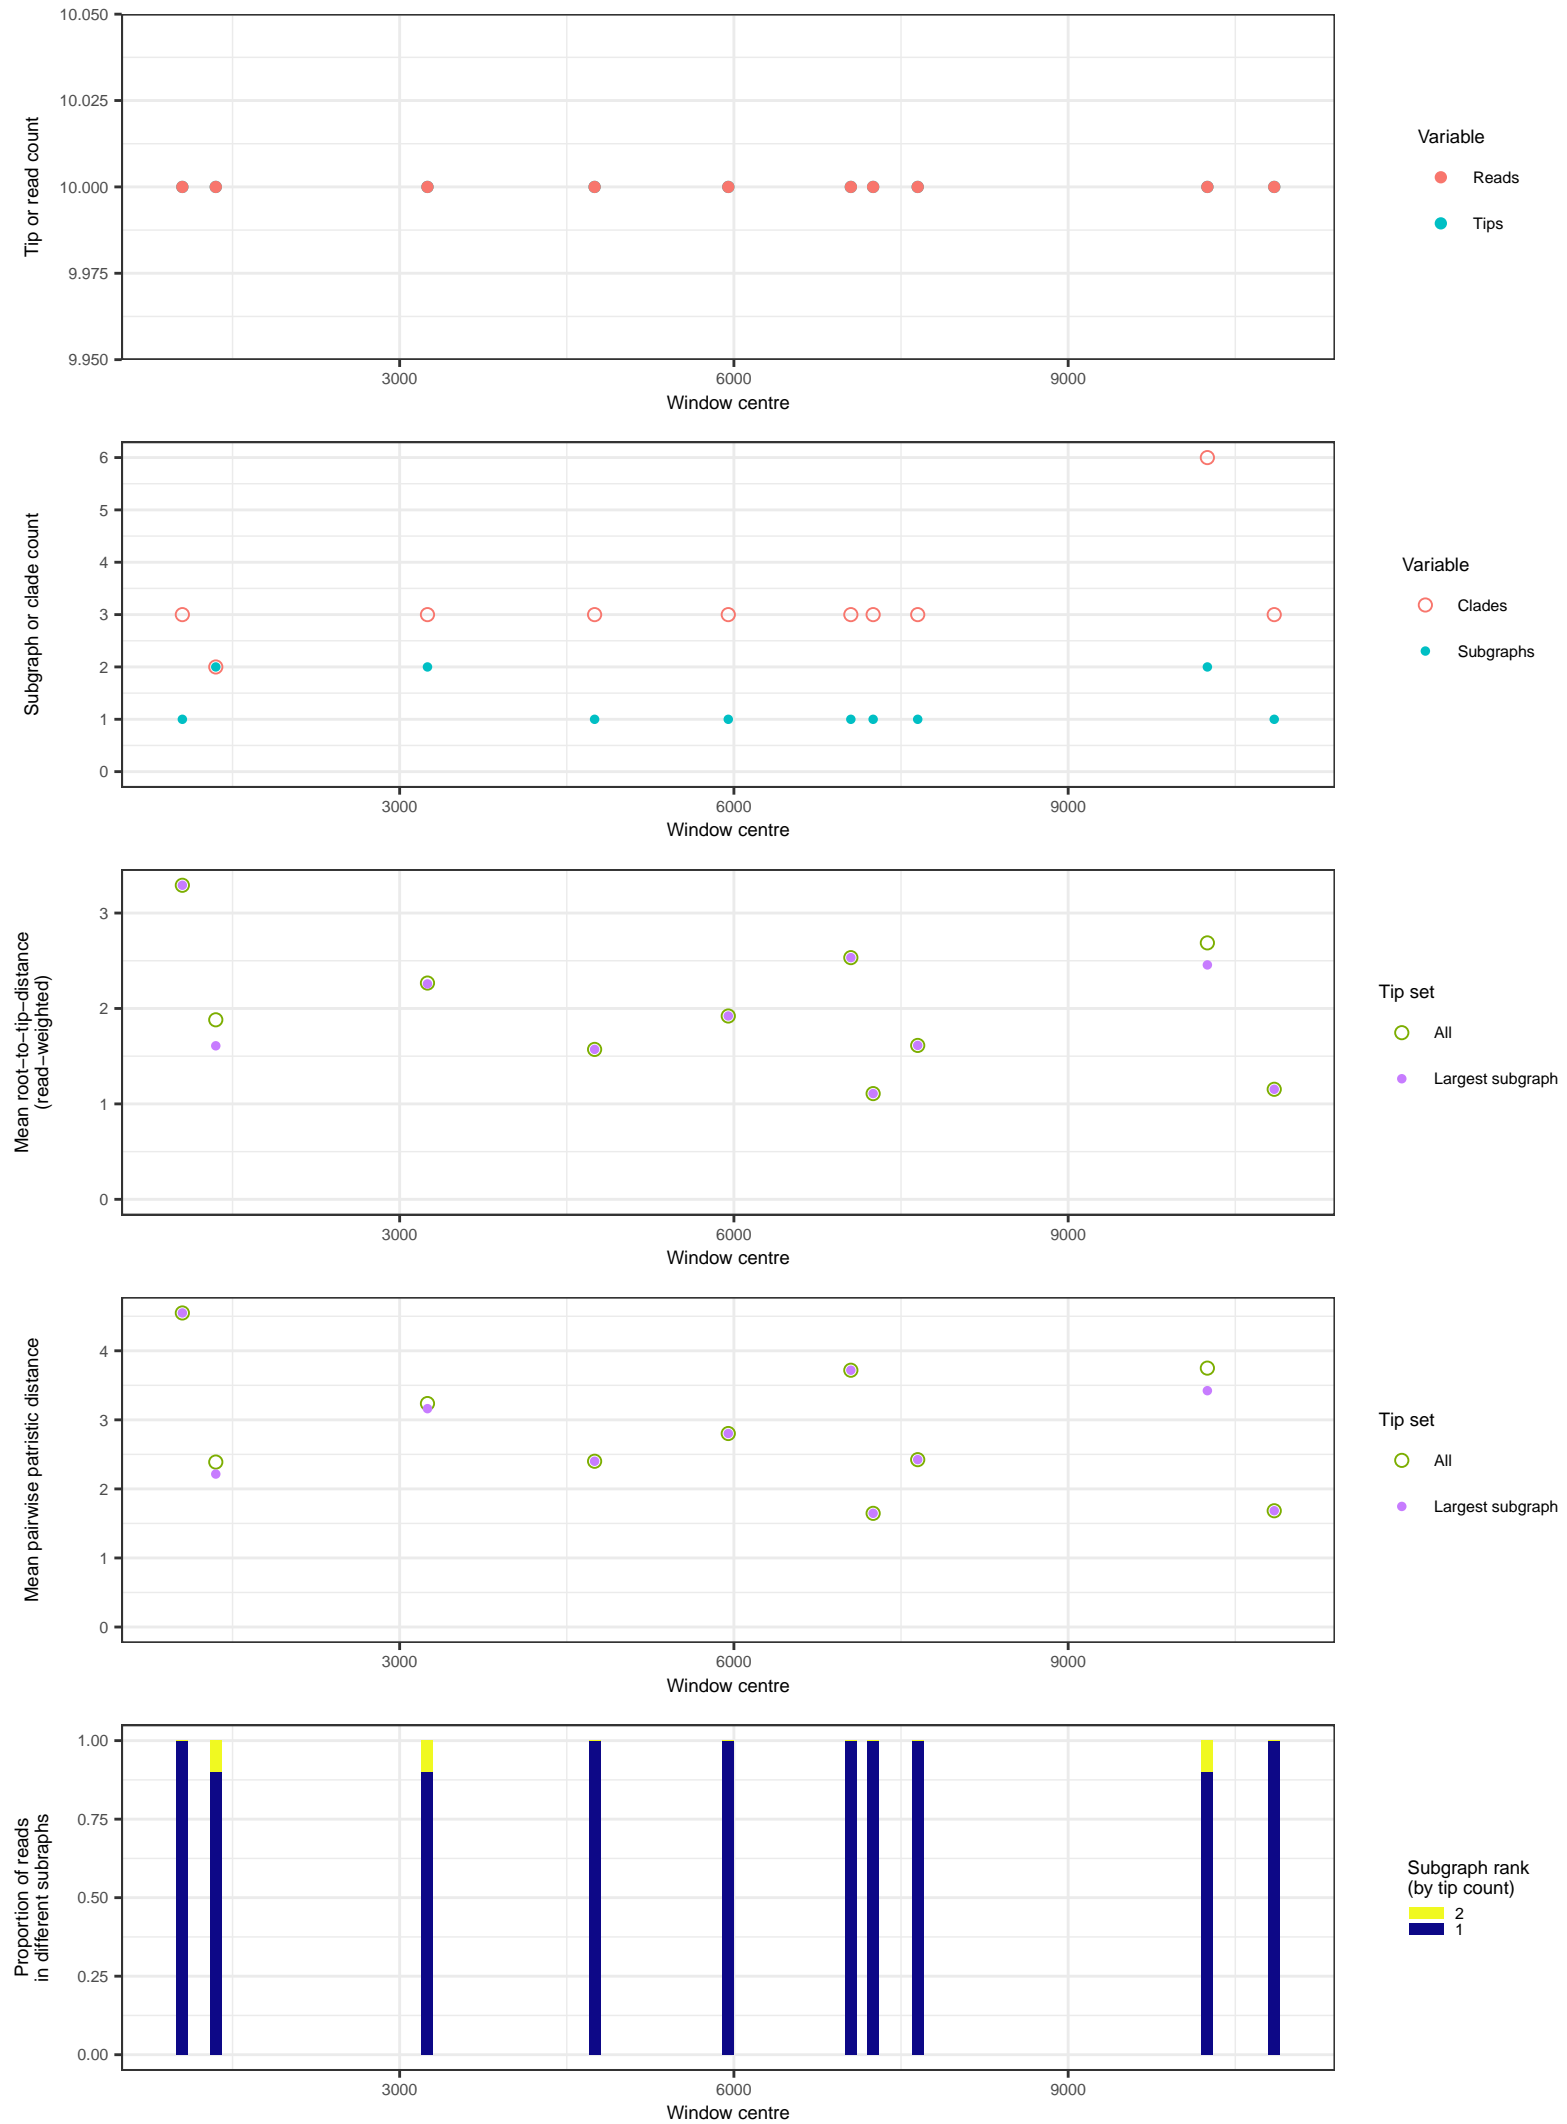 10.050
10.025
10.000
9.975
9.950
Tip or read count
3000
6000
9000
Window centre
Variable
Reads
Tips
6
5
4
3
2
1
0
Subgraph or clade count
3000
6000
9000
Window centre
Variable
Clades
Subgraphs
3
2
1
0
Mean root−to−tip−distance
(read−weighted)
3000
6000
9000
Window centre
Tip set
All
Largest subgraph
4
3
2
1
0
Mean pairwise patristic distance
3000
6000
9000
Window centre
Tip set
All
Largest subgraph
1.00
0.75
0.50
0.25
0.00
Proportion of reads
in different subraphs
3000
6000
9000
Window centre
Subgraph rank
(by tip count)
2
1